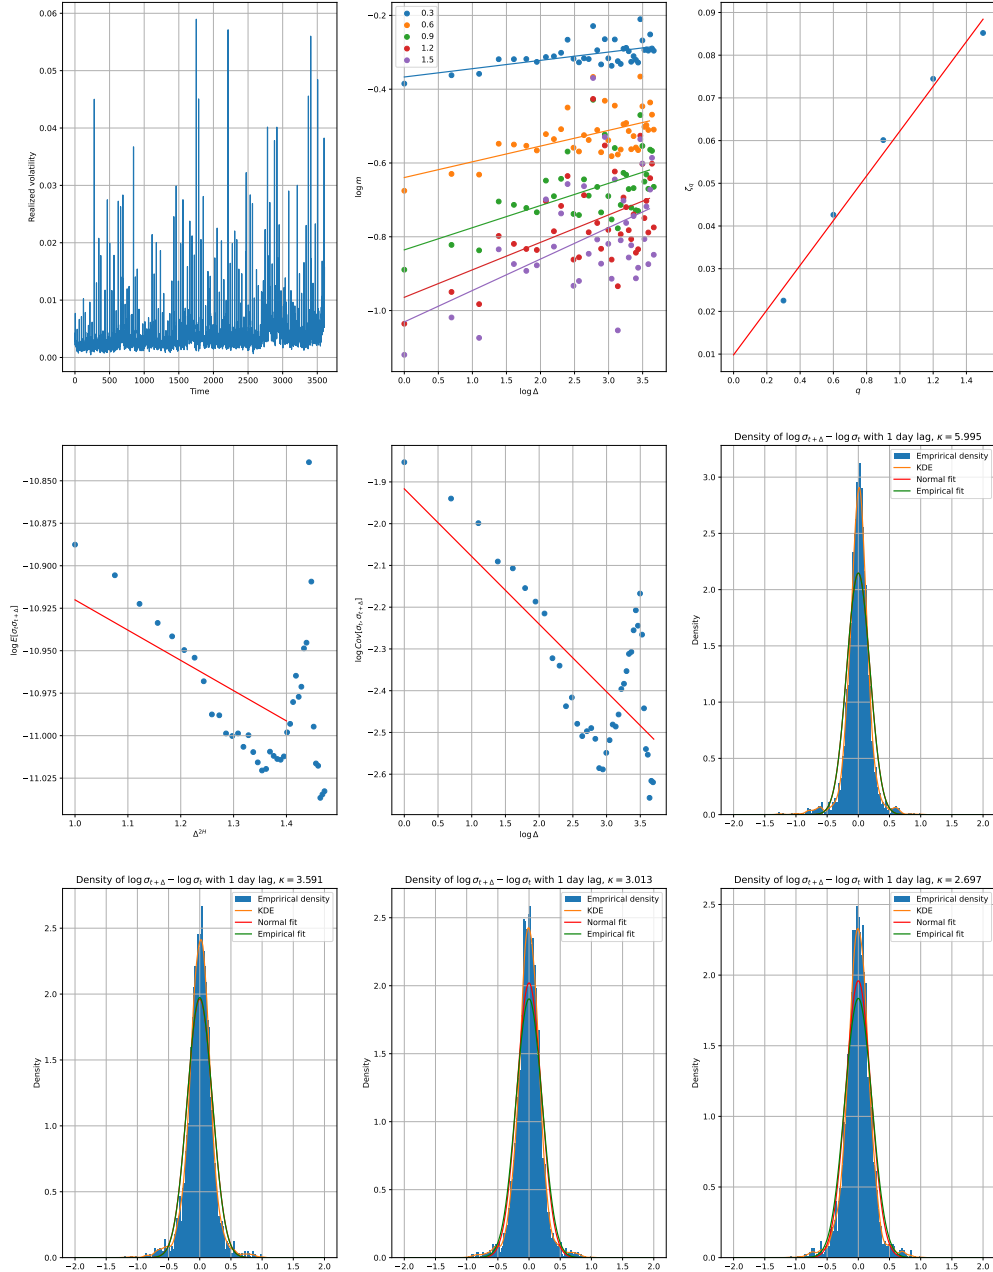 0.06
0.05
0.04
0.03
0.02
0.01
0.00
Realized volatility
0 500 1000 1500 2000 2500 3000 3500
Time
0.3
0.6
0.9
1.2
1.5
−0.2
−0.4
−0.6
−0.8
−1.0
log m
0.0 0.5 1.0 1.5 2.0 2.5 3.0 3.5
log Δ
0.09
0.08
0.07
0.06
0.05
0.04
0.03
0.02
0.01
ζq
0.0 0.2 0.4 0.6 0.8 1.0 1.2 1.4
q
−10.850
−10.875
−10.900
−10.925
−10.950
−10.975
−11.000
−11.025
log E[σtσt+Δ]
1.0 1.1 1.2 1.3 1.4
Δ2H
−1.9
−2.0
−2.1
−2.2
−2.3
−2.4
−2.5
−2.6
log Cov[σt, σt+Δ]
0.0 0.5 1.0 1.5 2.0 2.5 3.0 3.5
log Δ
Density of log σt+Δ − log σt with 1 day lag, κ = 5.995
Emprirical density
KDE
Normal fit
Empirical fit
3.0
2.5
2.0
1.5
1.0
0.5
0.0
Density
−2.0 −1.5 −1.0 −0.5 0.0 0.5 1.0 1.5 2.0
Density of log σt+Δ − log σt with 1 day lag, κ = 3.591
Emprirical density
KDE
Normal fit
Empirical fit
2.5
2.0
1.5
1.0
0.5
0.0
Density
−2.0 −1.5 −1.0 −0.5 0.0 0.5 1.0 1.5 2.0
Density of log σt+Δ − log σt with 1 day lag, κ = 3.013
Emprirical density
KDE
Normal fit
Empirical fit
2.5
2.0
1.5
1.0
0.5
0.0
Density
−2.0 −1.5 −1.0 −0.5 0.0 0.5 1.0 1.5 2.0
Density of log σt+Δ − log σt with 1 day lag, κ = 2.697
Emprirical density
KDE
Normal fit
Empirical fit
2.5
2.0
1.5
1.0
0.5
0.0
Density
−2.0 −1.5 −1.0 −0.5 0.0 0.5 1.0 1.5 2.0